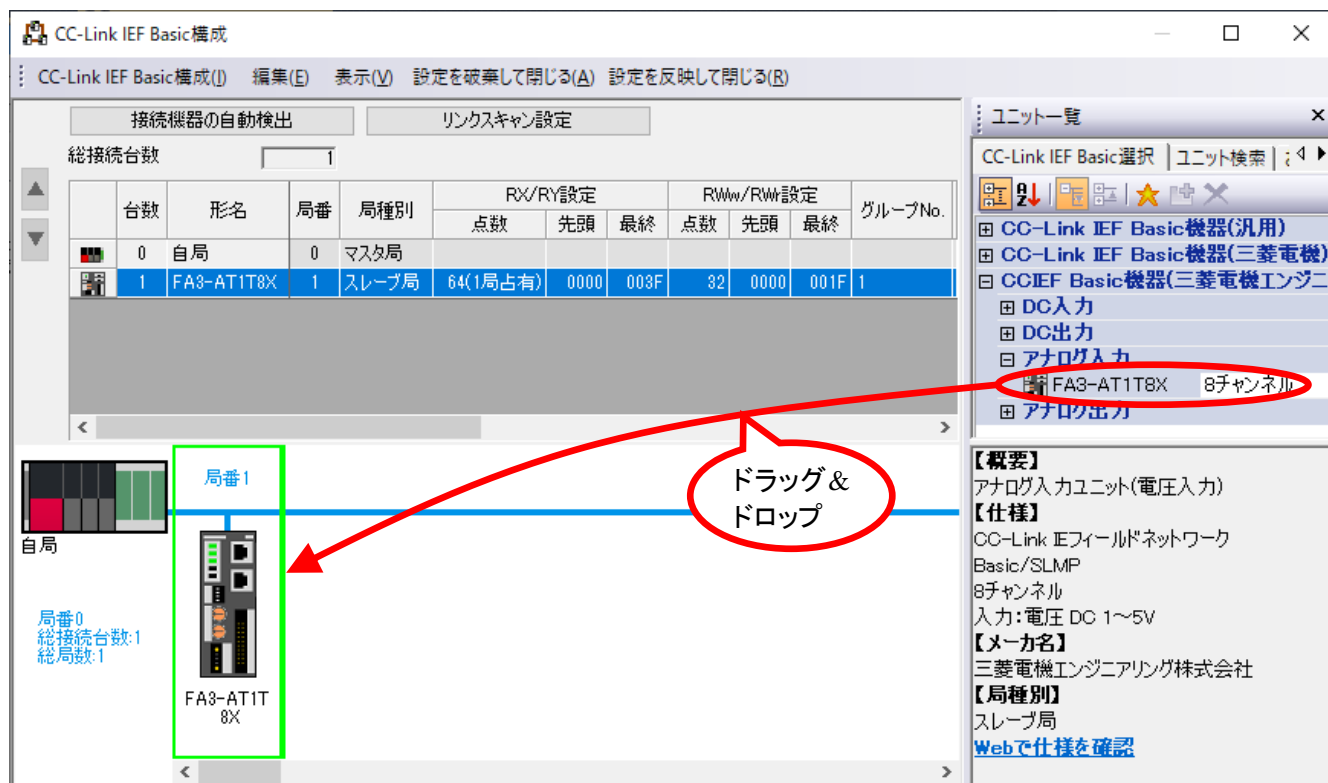 CC-Link IEF Basic構成
CC-Link IEF Basic構成(I) 編集(E) 表示(V) 設定を破棄して閉じる(A) 設定を反映して閉じる(R)
接続機器の自動検出 リンクスキャン設定
総接続台数 1
台数 形名 局番 局種別 RX/RY設定 RWw/RWr設定 グループNo.
点数 先頭 最終 点数 先頭 最終
0 自局 0 マスタ局
1 FA3-AT1T8X 1 スレーブ局 64(1局占有) 0000 003F 32 0000 001F 1
ユニット一覧
CC-Link IEF Basic選択 ユニット検索
CC-Link IEF Basic機器(汎用)
CC-Link IEF Basic機器(三菱電機)
CCIEF Basic機器(三菱電機エンジニ
DC入力
DC出力
アナログ入力
FA3-AT1T8X 8チャンネル
アナログ出力
ドラッグ&
ドロップ
自局
局番0
総接続台数:1
総局数:1
局番1
FA3-AT1T
8X
【概要】
アナログ入力ユニット(電圧入力)
【仕様】
CC-Link IEフィールドネットワーク
Basic/SLMP
8チャンネル
入力:電圧 DC 1~5V
【メーカ名】
三菱電機エンジニアリング株式会社
【局種別】
スレーブ局
Webで仕様を確認